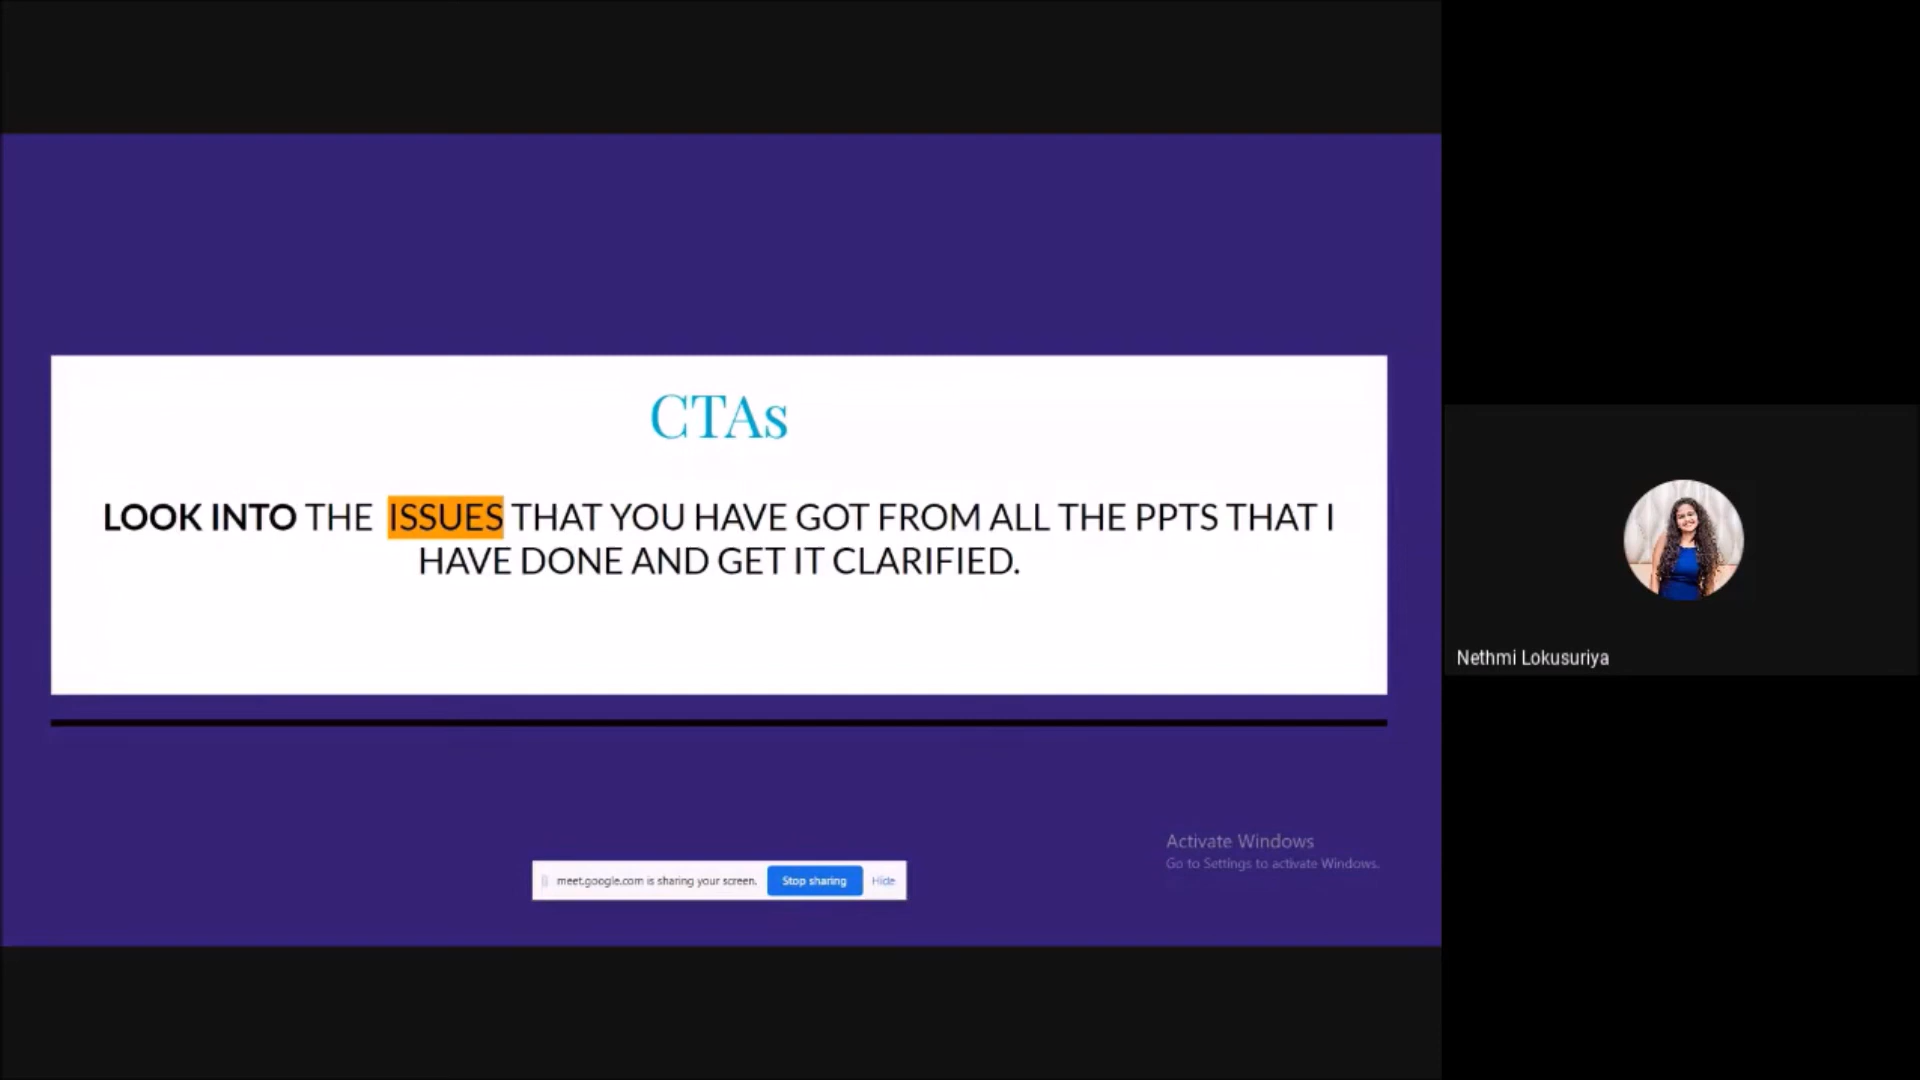 CTAs
LOOK INTO THE ISSUES THAT YOU HAVE GOT FROM ALL THE PPTS THAT I
HAVE DONE AND GET IT CLARIFIED.
Nethmi Lokusuriya
Activate Windows
Go to Settings to activate Windows.
meet.google.com is sharing your screen. Stop sharing Hide